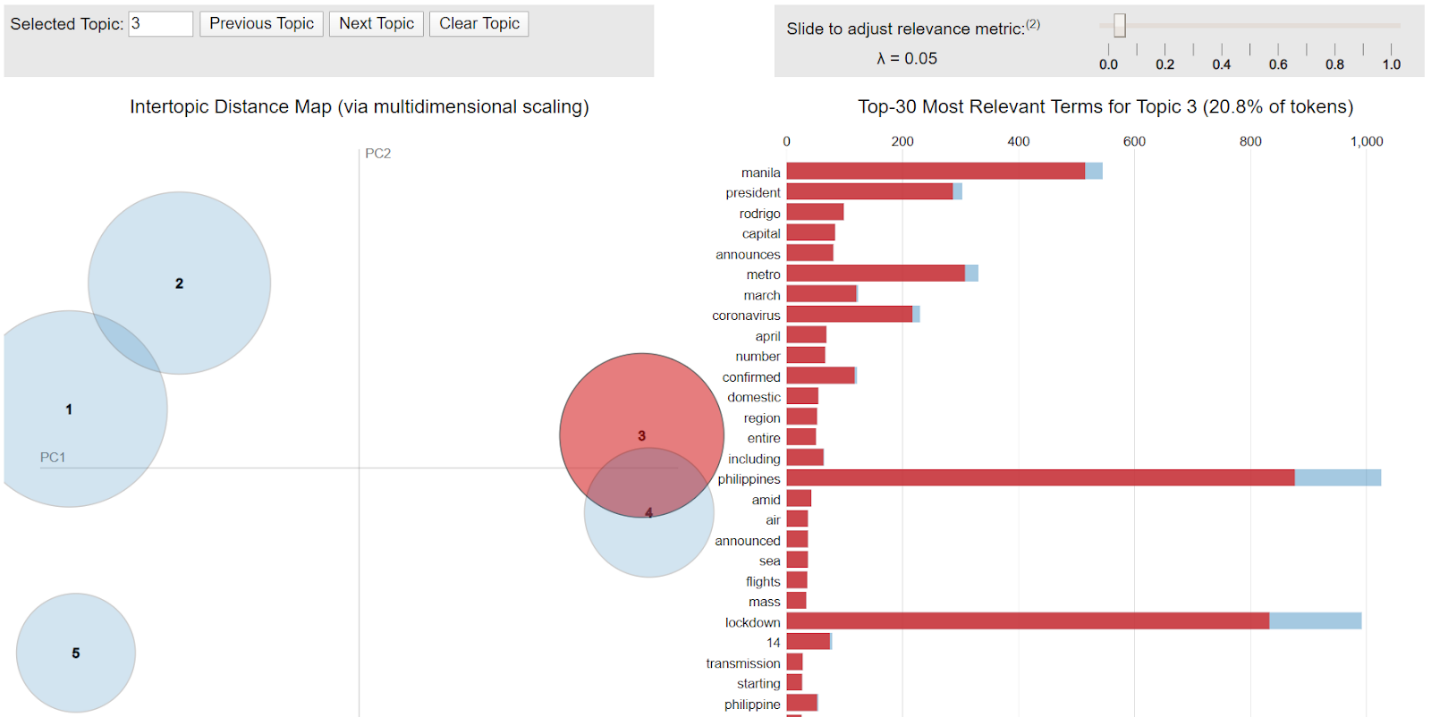 Selected Topic: 3 Previous Topic Next Topic Clear Topic
Slide to adjust relevance metric:(2)
λ = 0.05
0.0 0.2 0.4 0.6 0.8 1.0
Intertopic Distance Map (via multidimensional scaling)
PC2
2
1
PC1
3
4
5
Top-30 Most Relevant Terms for Topic 3 (20.8% of tokens)
0 200 400 600 800 1,000
manila
president
rodrigo
capital
announces
metro
march
coronavirus
april
number
confirmed
domestic
region
entire
including
philippines
amid
air
announced
sea
flights
mass
lockdown
14
transmission
starting
philippine